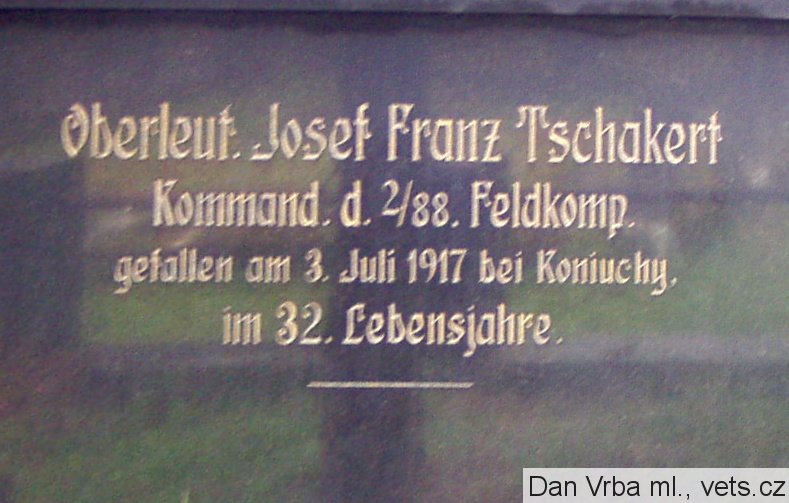 Oberleut. Josef Franz Tschakert
Kommand. d. 2/88. Feldkomp.
gefallen am 3. Juli 1917 bei Koniuchy,
im 32. Lebensjahre.
Dan Vrba ml., vets.cz